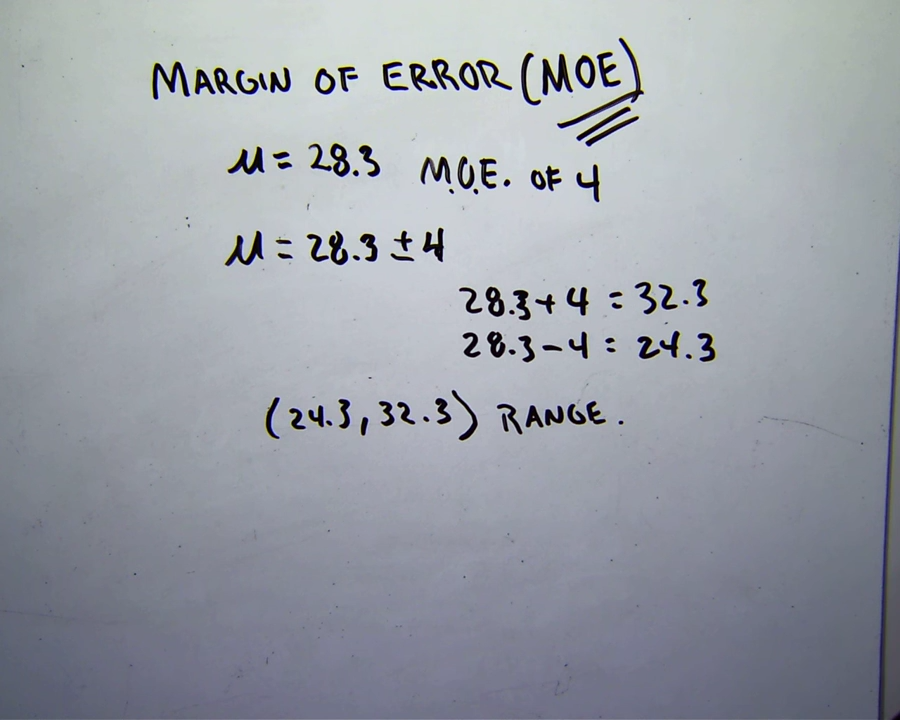 MARGIN OF ERROR (MOE)
μ = 28.3 M.O.E. OF 4
μ = 28.3 ± 4
28.3 + 4 = 32.3
28.3 - 4 = 24.3
(24.3, 32.3) RANGE.